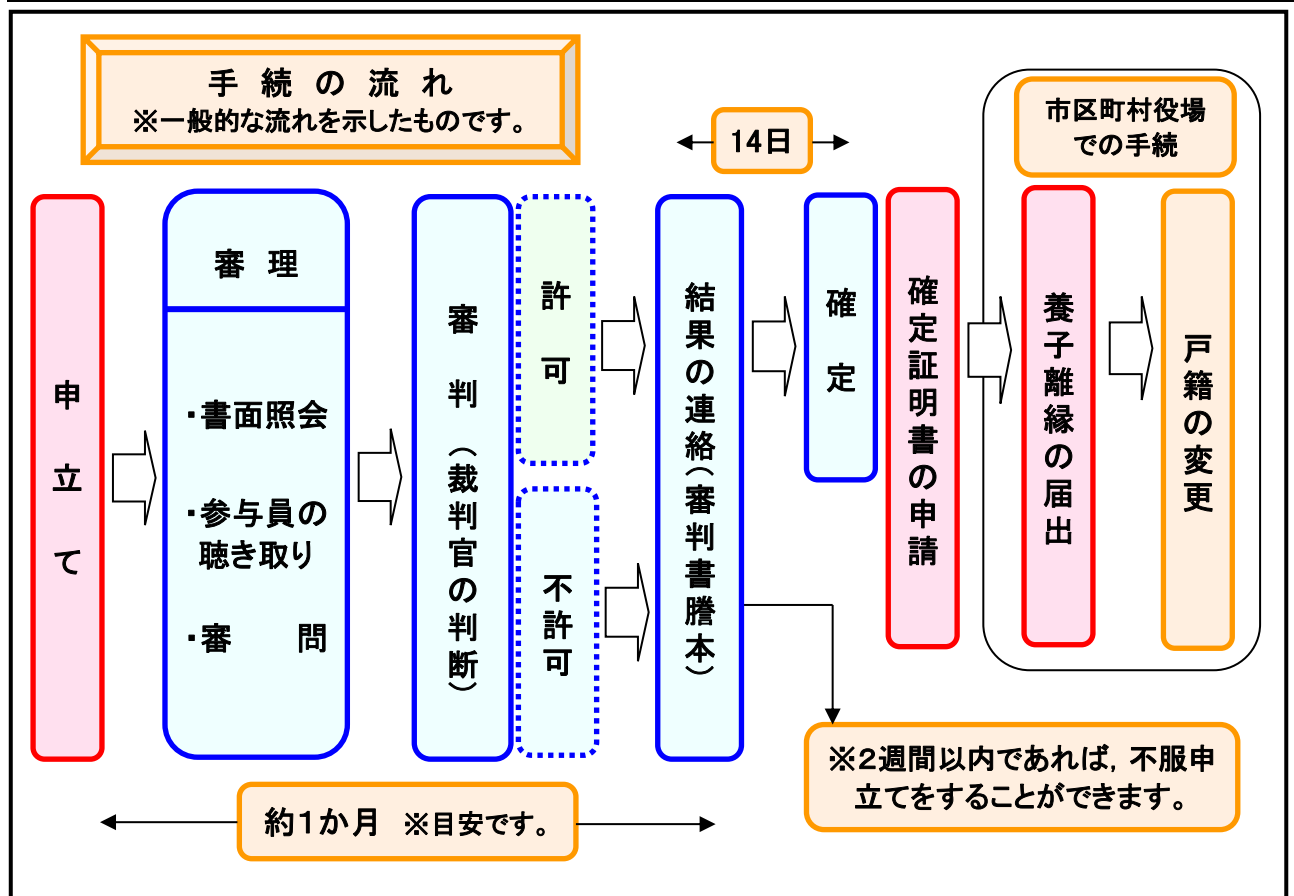 手続の流れ
※一般的な流れを示したものです。
申立て
審理
・書面照会
・参与員の
聴き取り
・審問
審判（裁判官の判断）
許可
不許可
結果の連絡（審判書謄本）
14日
確定
確定証明書の申請
市区町村役場
での手続
養子離縁の届出
戸籍の変更
※２週間以内であれば，不服申
立てをすることができます。
約１か月 ※目安です。